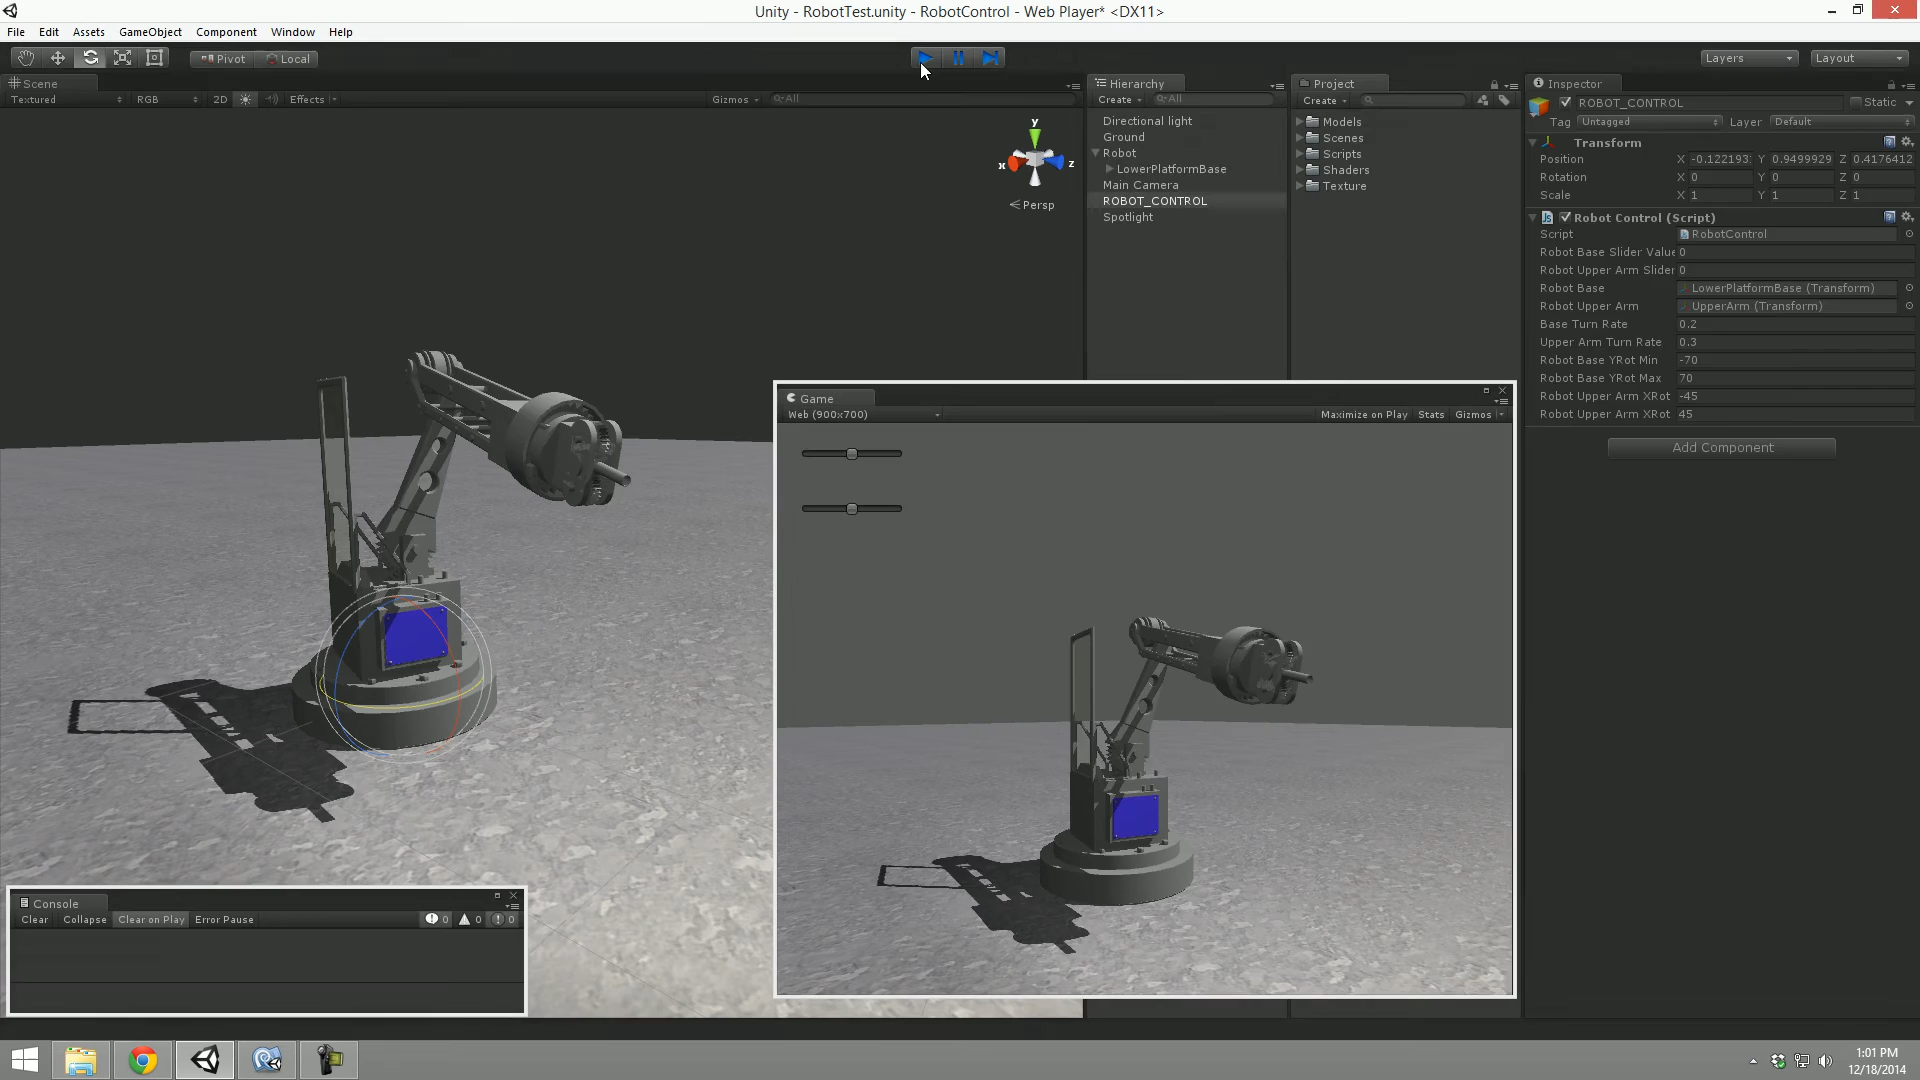 Unity - RobotTest.unity - RobotControl - Web Player* <DX11>
File Edit Assets GameObject Component Window Help
Pivot Local Layers Layout
Scene
Textured RGB 2D Effects Gizmos All
y
x z
Persp
Hierarchy
Create All
Directional light
Ground
Robot
LowerPlatformBase
Main Camera
ROBOT_CONTROL
Spotlight
Project
Create
Models
Scenes
Scripts
Shaders
Texture
Inspector
ROBOT_CONTROL Static
Tag Untagged Layer Default
Transform
Position X -0.122193 Y 0.9499929 Z 0.4176412
Rotation X 0 Y 0 Z 0
Scale X 1 Y 1 Z 1
Robot Control (Script)
Script RobotControl
Robot Base Slider Value 0
Robot Upper Arm Slider 0
Robot Base LowerPlatformBase (Transform)
Robot Upper Arm UpperArm (Transform)
Base Turn Rate 0.2
Upper Arm Turn Rate 0.3
Robot Base YRot Min -70
Robot Base YRot Max 70
Robot Upper Arm XRot -45
Robot Upper Arm XRot 45
Add Component
Game
Web (900x700) Maximize on Play Stats Gizmos
Console
Clear Collapse Clear on Play Error Pause 0 0 0
1:01 PM
12/18/2014